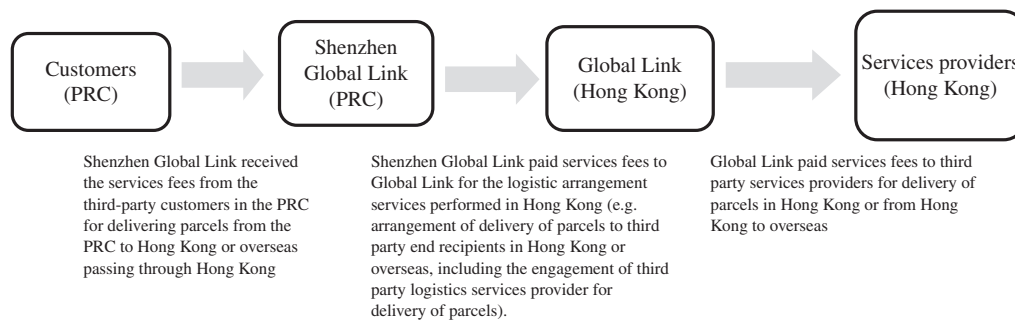 Customers
(PRC)
Shenzhen
Global Link
(PRC)
Global Link
(Hong Kong)
Services providers
(Hong Kong)
Shenzhen Global Link received
the services fees from the
third-party customers in the PRC
for delivering parcels from the
PRC to Hong Kong or overseas
passing through Hong Kong
Shenzhen Global Link paid services fees to
Global Link for the logistic arrangement
services performed in Hong Kong (e.g.
arrangement of delivery of parcels to third
party end recipients in Hong Kong or
overseas, including the engagement of third
party logistics services provider for
delivery of parcels).
Global Link paid services fees to third
party services providers for delivery of
parcels in Hong Kong or from Hong
Kong to overseas